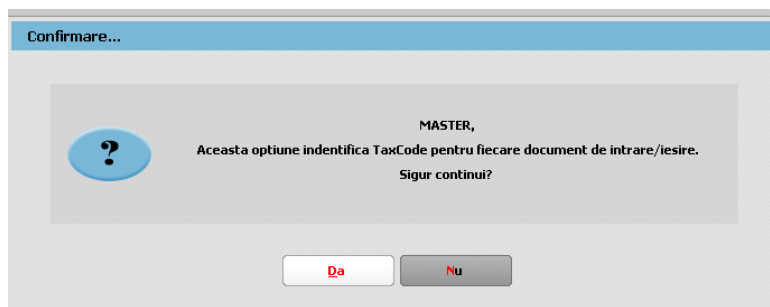 Confirmare...
MASTER,
?
Aceasta optiune indentifica TaxCode pentru fiecare document de intrare/iesire.
Sigur continui?
Da
Nu